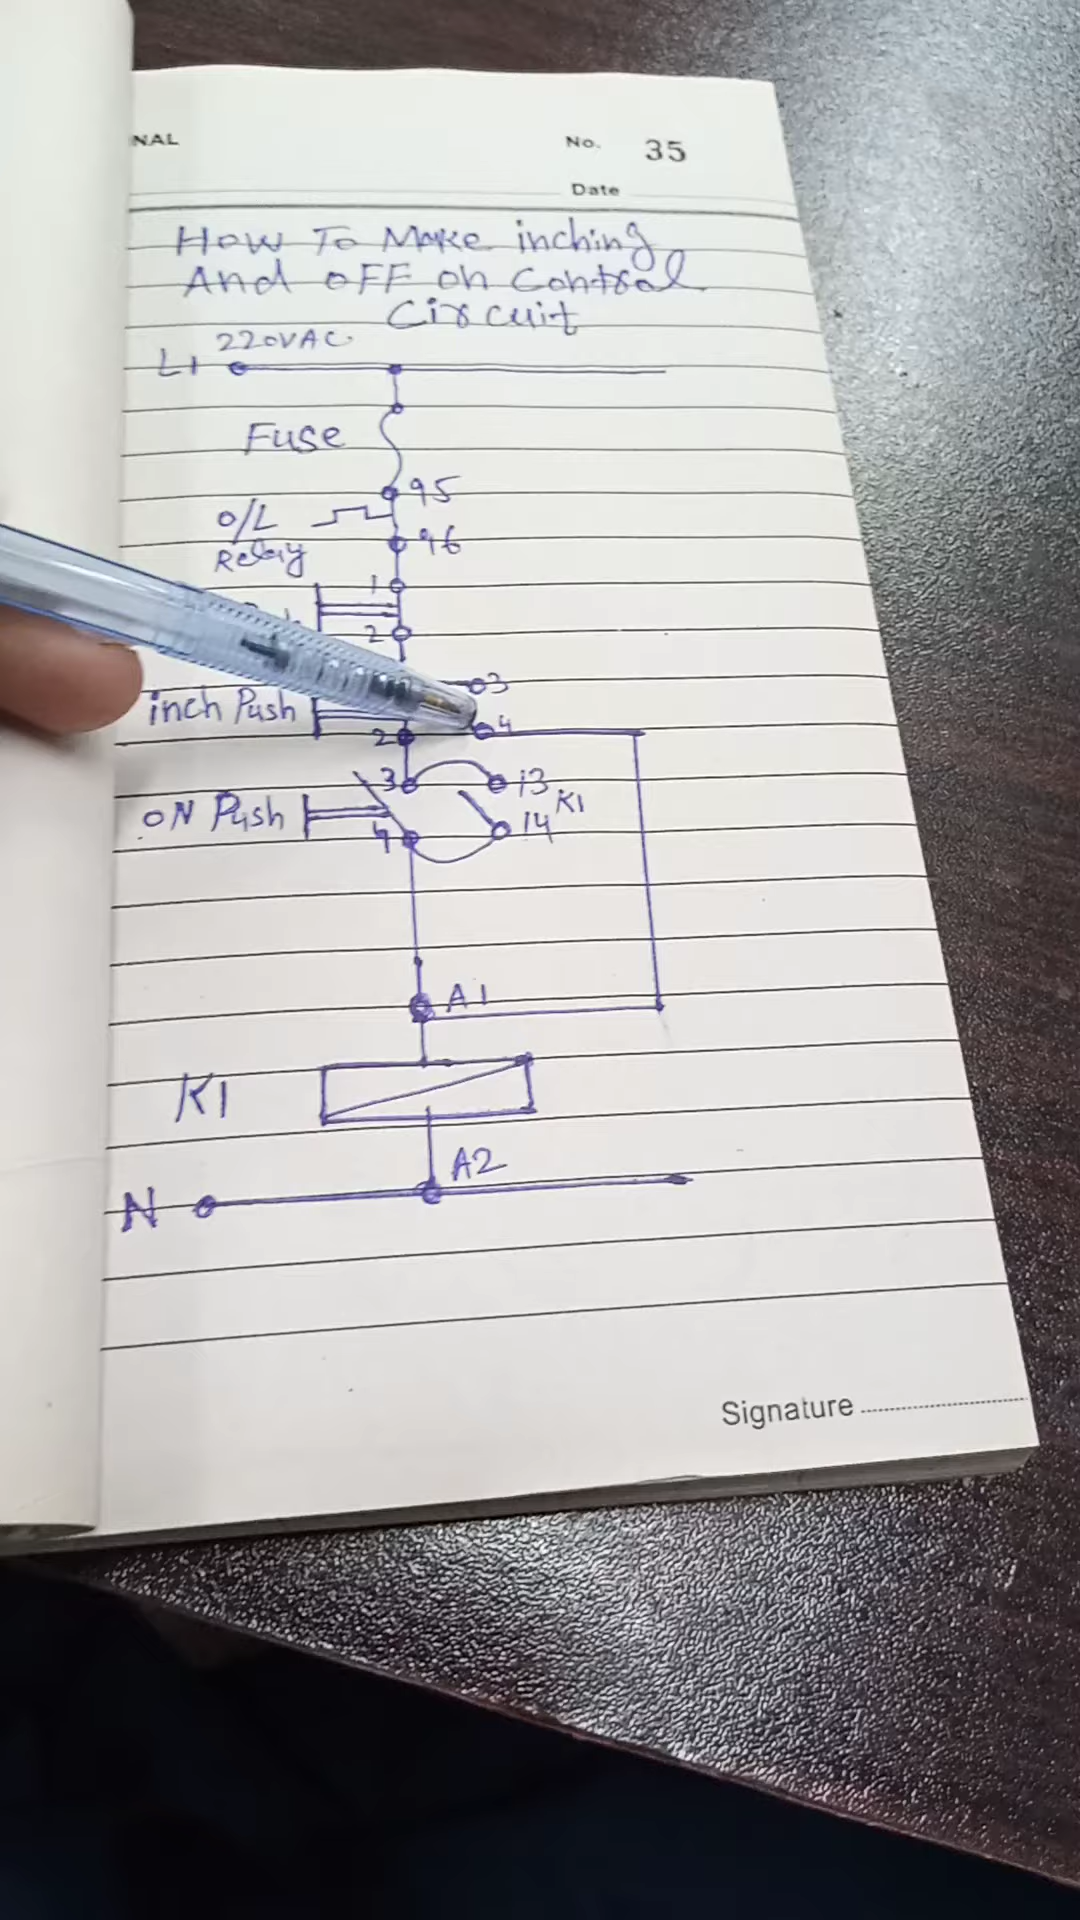 NAL
No. 35
Date
How To Make inching
And OFF on Control
Circuit
220VAC
L1
Fuse
95
O/L
Relay
96
1
2
3
inch Push
4
2
3
13
K1
ON Push
14
4
A1
K1
A2
N
Signature